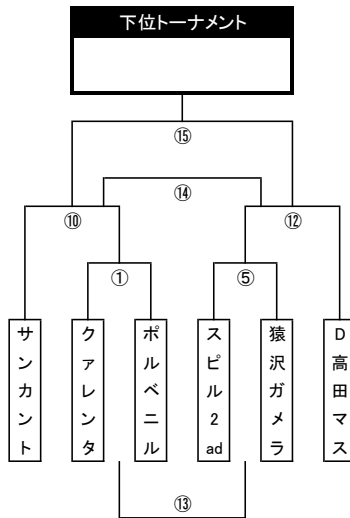 下位トーナメント
⑮
⑭
⑩
⑫
①
⑤
サンカント
クァレンタ
ポルベニル
スピル2ad
猿沢ガメラ
D高田マス
⑬